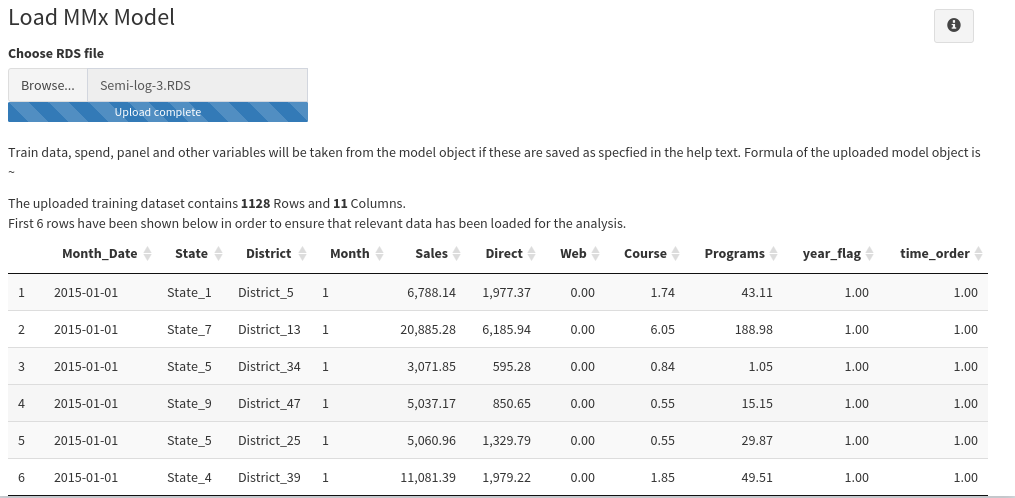 Load MMx Model
Choose RDS file
Browse... Semi-log-3.RDS
Upload complete
Train data, spend, panel and other variables will be taken from the model object if these are saved as specfied in the help text. Formula of the uploaded model object is
~
The uploaded training dataset contains 1128 Rows and 11 Columns.
First 6 rows have been shown below in order to ensure that relevant data has been loaded for the analysis.
Month_Date State District Month Sales Direct Web Course Programs year_flag time_order
1 2015-01-01 State_1 District_5 1 6,788.14 1,977.37 0.00 1.74 43.11 1.00 1.00
2 2015-01-01 State_7 District_13 1 20,885.28 6,185.94 0.00 6.05 188.98 1.00 1.00
3 2015-01-01 State_5 District_34 1 3,071.85 595.28 0.00 0.84 1.05 1.00 1.00
4 2015-01-01 State_9 District_47 1 5,037.17 850.65 0.00 0.55 15.15 1.00 1.00
5 2015-01-01 State_5 District_25 1 5,060.96 1,329.79 0.00 0.55 29.87 1.00 1.00
6 2015-01-01 State_4 District_39 1 11,081.39 1,979.22 0.00 1.85 49.51 1.00 1.00